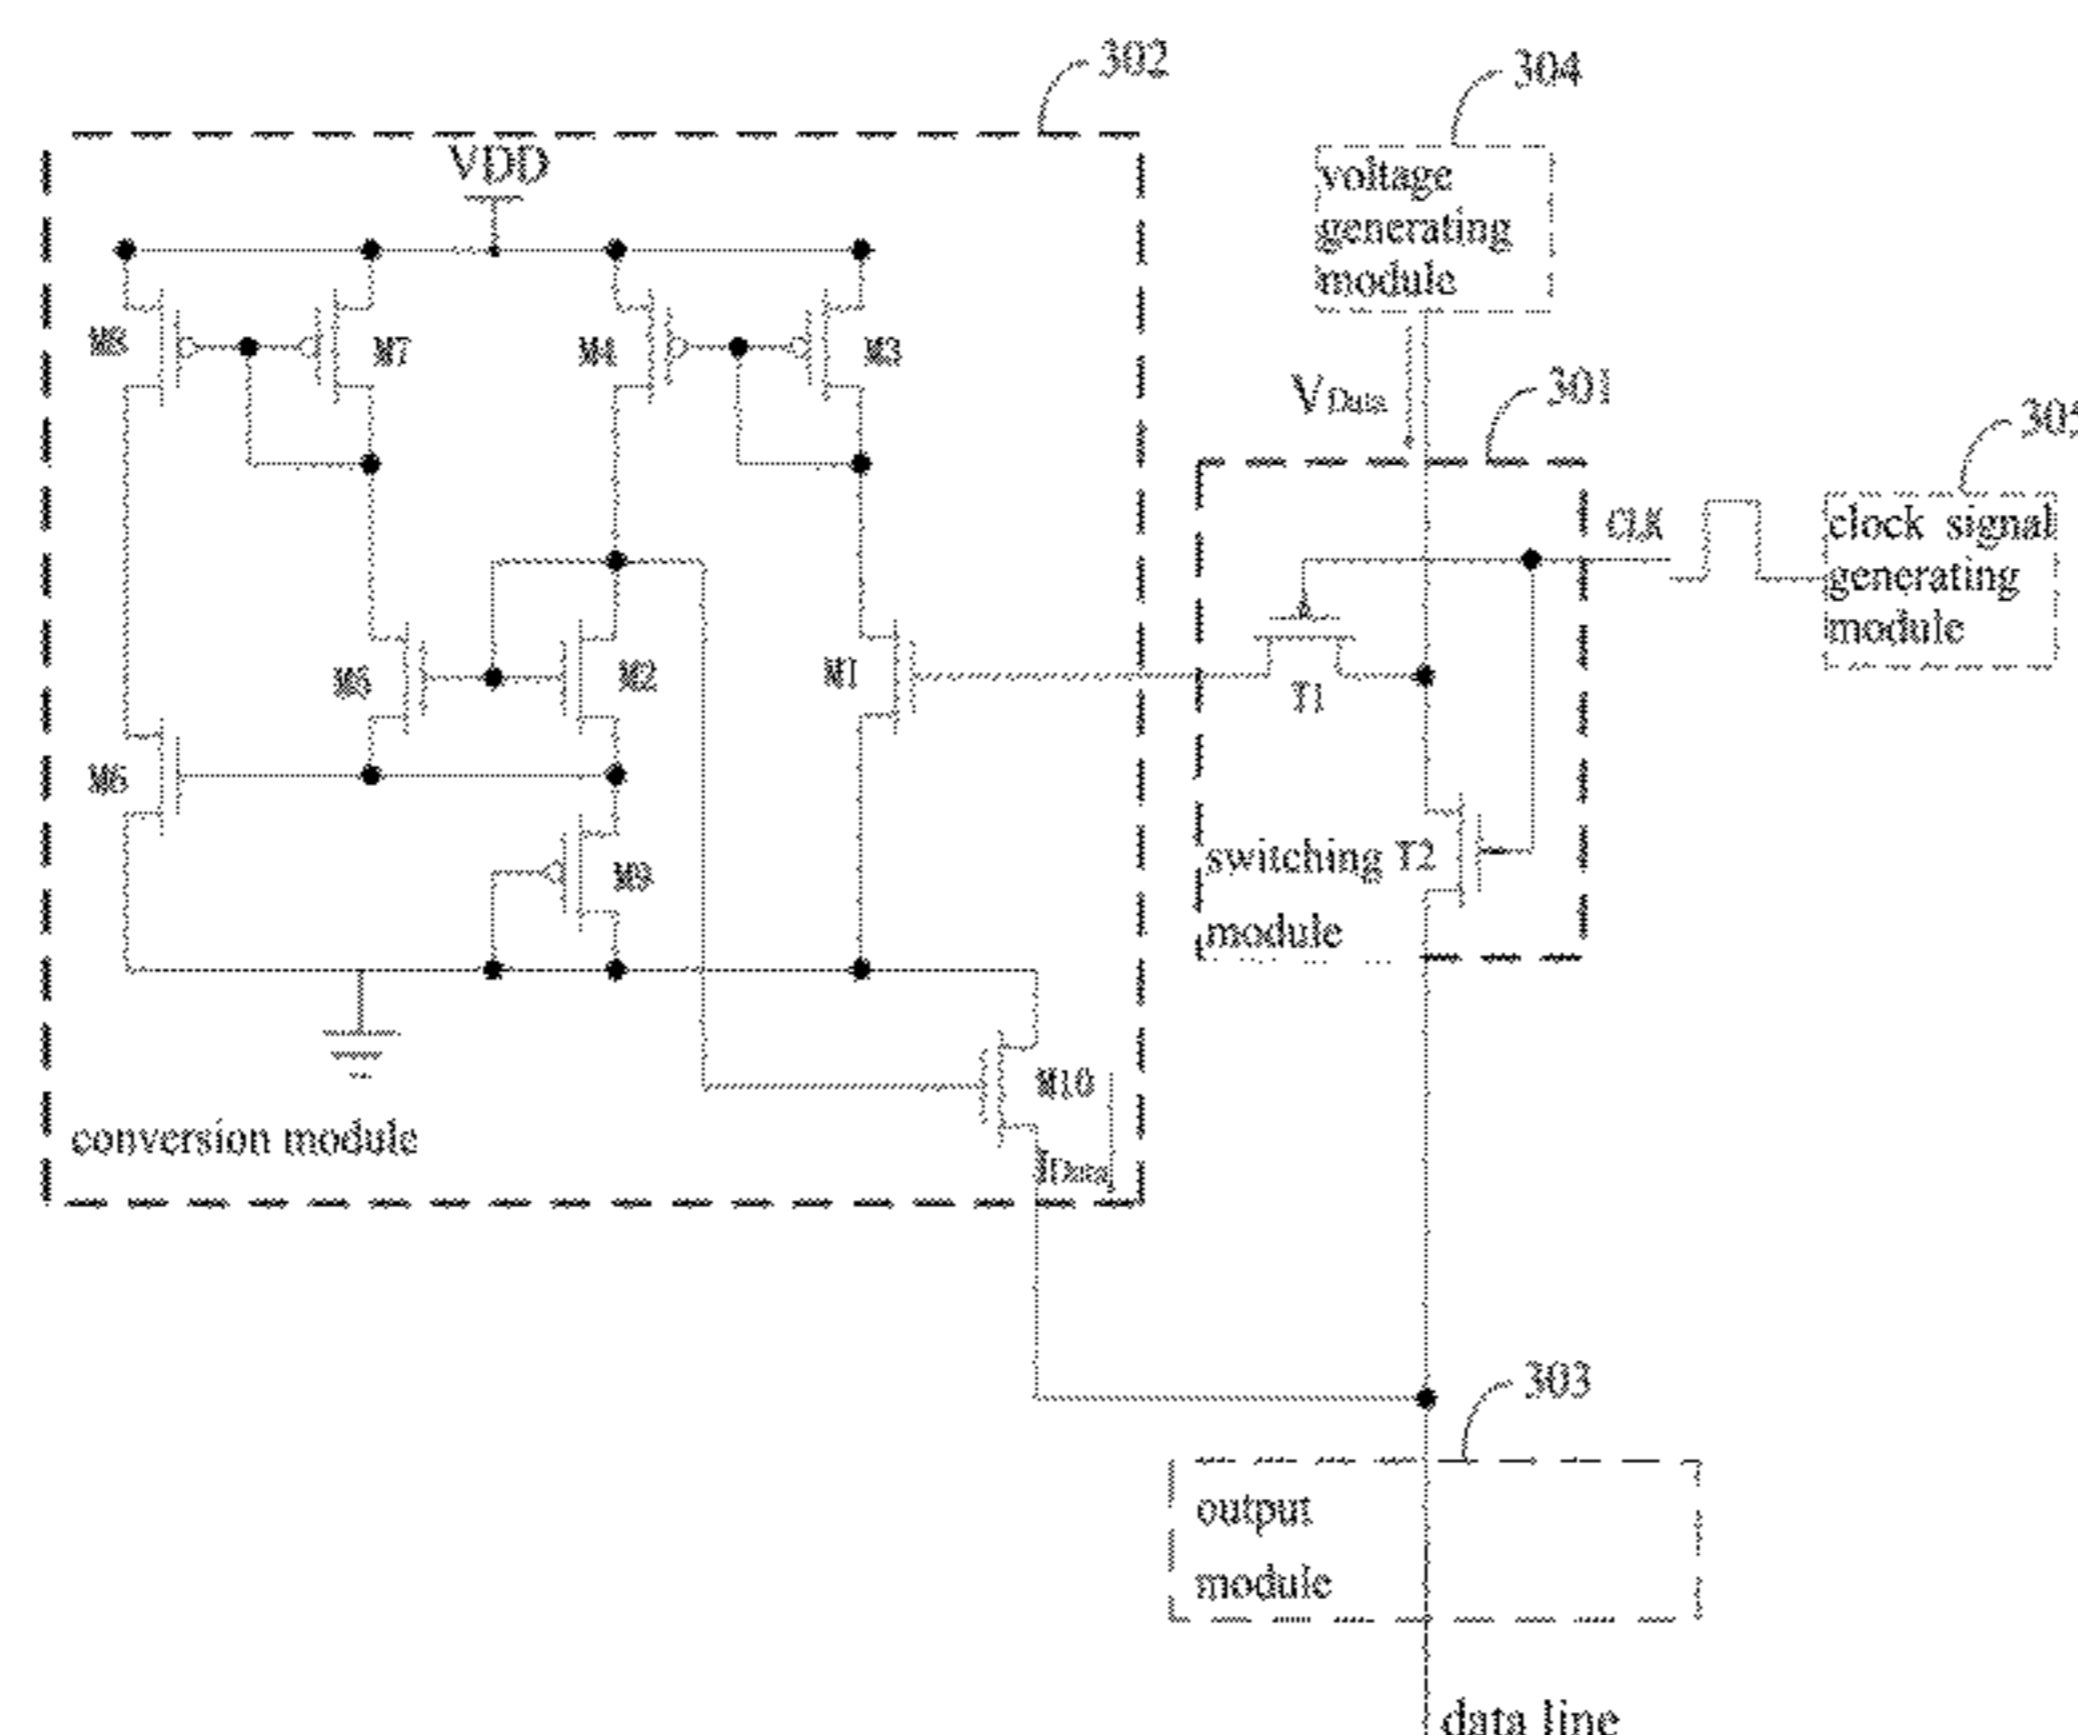 302
304
VDD
voltage
generating
module
M8
M7
M4
M3
VData
301
305
CLK
clock signal
generating
module
M5
M2
M1
T1
M6
M9
switching T2
module
M10
conversion module
IData
303
output
module
data line